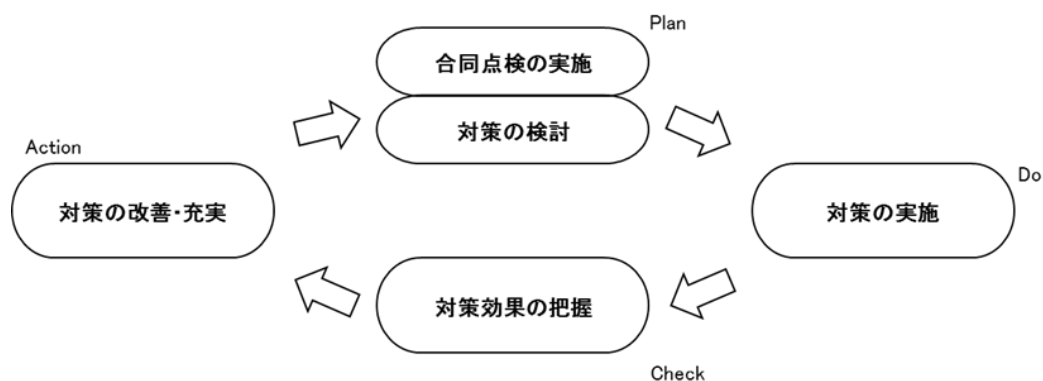 Plan
合同点検の実施
対策の検討
Action
対策の改善・充実
Do
対策の実施
対策効果の把握
Check